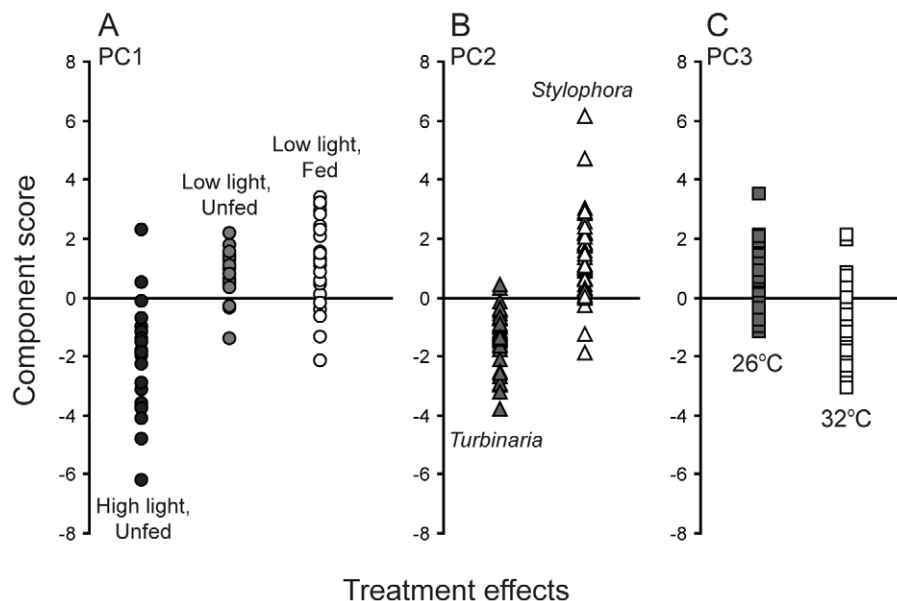 A
PC1
8
6
4
2
0
-2
-4
-6
-8
Low light,
Unfed
Low light,
Fed
High light,
Unfed
B
PC2
8
6
4
2
0
-2
-4
-6
-8
Stylophora
Turbinaria
C
PC3
8
6
4
2
0
-2
-4
-6
-8
26°C
32°C
Component score
Treatment effects